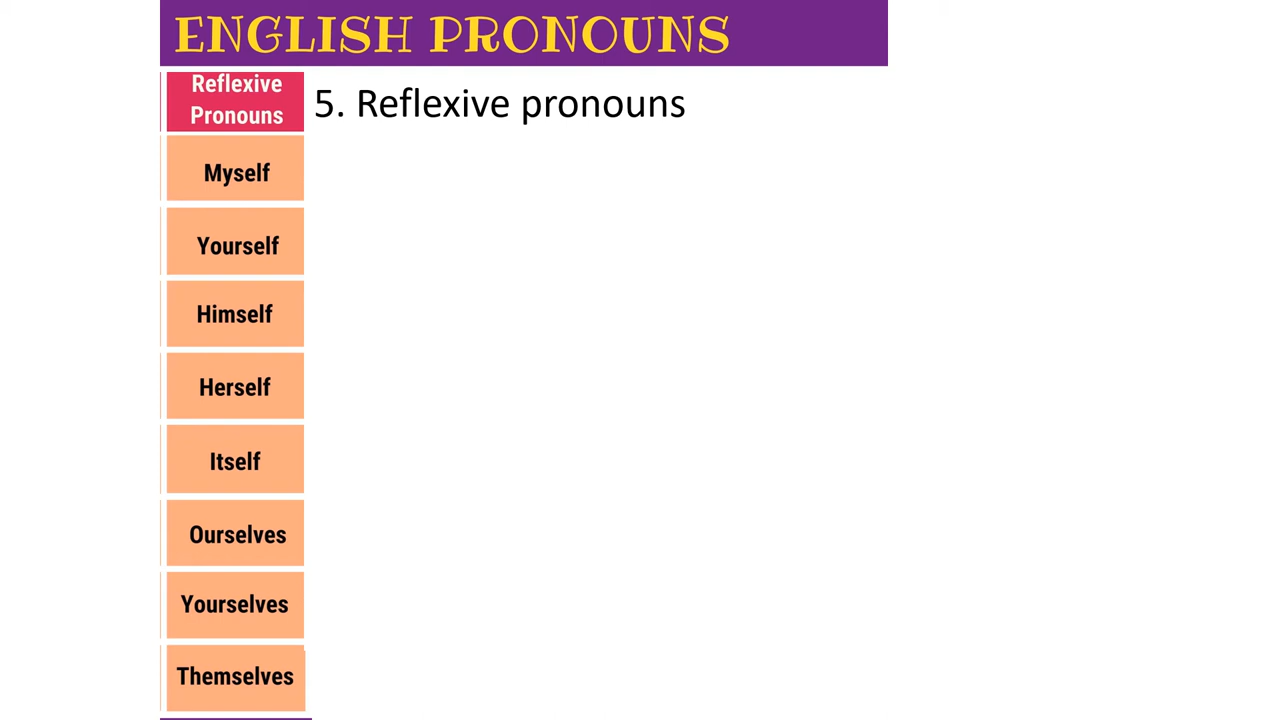 ENGLISH PRONOUNS
Reflexive
Pronouns
5. Reflexive pronouns
Myself
Yourself
Himself
Herself
Itself
Ourselves
Yourselves
Themselves